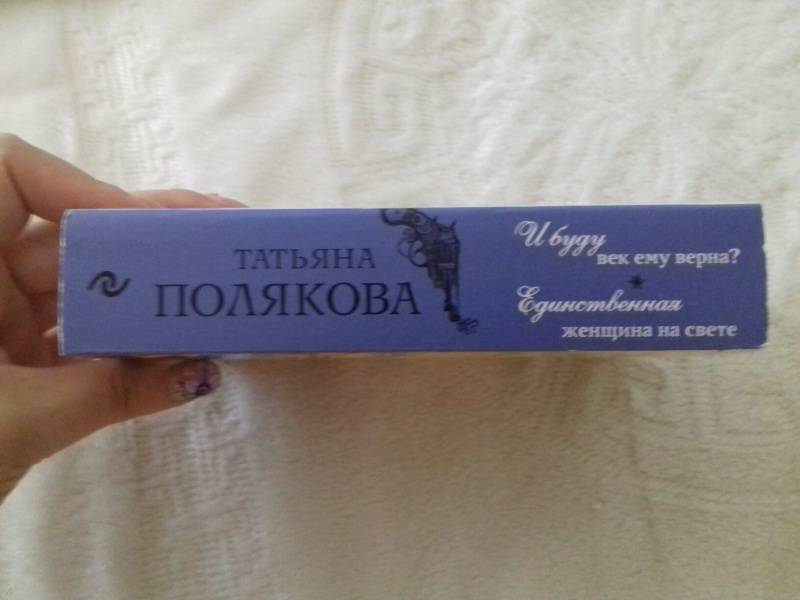 ТАТЬЯНА
ПОЛЯКОВА
И буду
век ему верна?
*
Единственная
женщина на свете